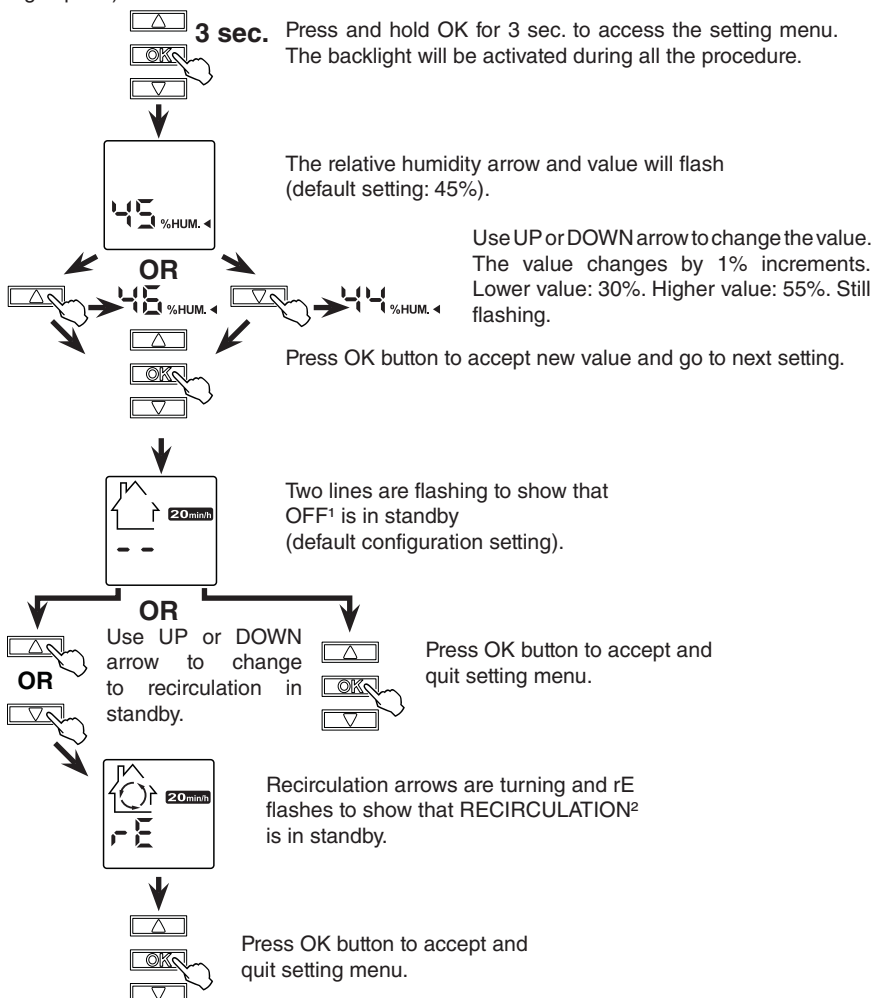 3 sec.
Press and hold OK for 3 sec. to access the setting menu.
The backlight will be activated during all the procedure.
OK
The relative humidity arrow and value will flash
(default setting: 45%).
45 %HUM.
OR
Use UP or DOWN arrow to change the value.
The value changes by 1% increments.
Lower value: 30%. Higher value: 55%. Still
flashing.
46 %HUM.
44 %HUM.
Press OK button to accept new value and go to next setting.
OK
Two lines are flashing to show that
OFF¹ is in standby
(default configuration setting).
20min/h
- -
OR
Use UP or DOWN
arrow to change
to recirculation in
standby.
OR
OK
Press OK button to accept and
quit setting menu.
Recirculation arrows are turning and rE
flashes to show that RECIRCULATION²
is in standby.
20min/h
rE
OK
Press OK button to accept and
quit setting menu.